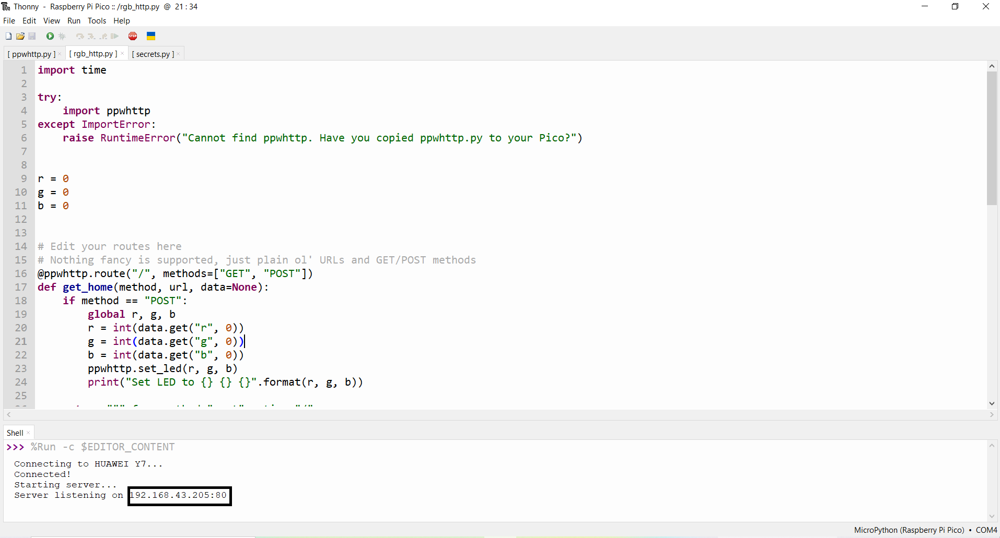 Thonny - Raspberry Pi Pico :: /rgb_http.py @ 21 : 34
File Edit View Run Tools Help
STOP
[ ppwhttp.py ] × [ rgb_http.py ] × [ secrets.py ] ×
1 import time
2
3 try:
4     import ppwhttp
5 except ImportError:
6     raise RuntimeError("Cannot find ppwhttp. Have you copied ppwhttp.py to your Pico?")
7
8
9 r = 0
10 g = 0
11 b = 0
12
13
14 # Edit your routes here
15 # Nothing fancy is supported, just plain ol' URLs and GET/POST methods
16 @ppwhttp.route("/", methods=["GET", "POST"])
17 def get_home(method, url, data=None):
18     if method == "POST":
19         global r, g, b
20         r = int(data.get("r", 0))
21         g = int(data.get("g", 0))
22         b = int(data.get("b", 0))
23         ppwhttp.set_led(r, g, b)
24         print("Set LED to {} {} {}".format(r, g, b))
25
Shell ×
>>> %Run -c $EDITOR_CONTENT
Connecting to HUAWEI Y7...
Connected!
Starting server...
Server listening on 192.168.43.205:80
MicroPython (Raspberry Pi Pico) • COM4